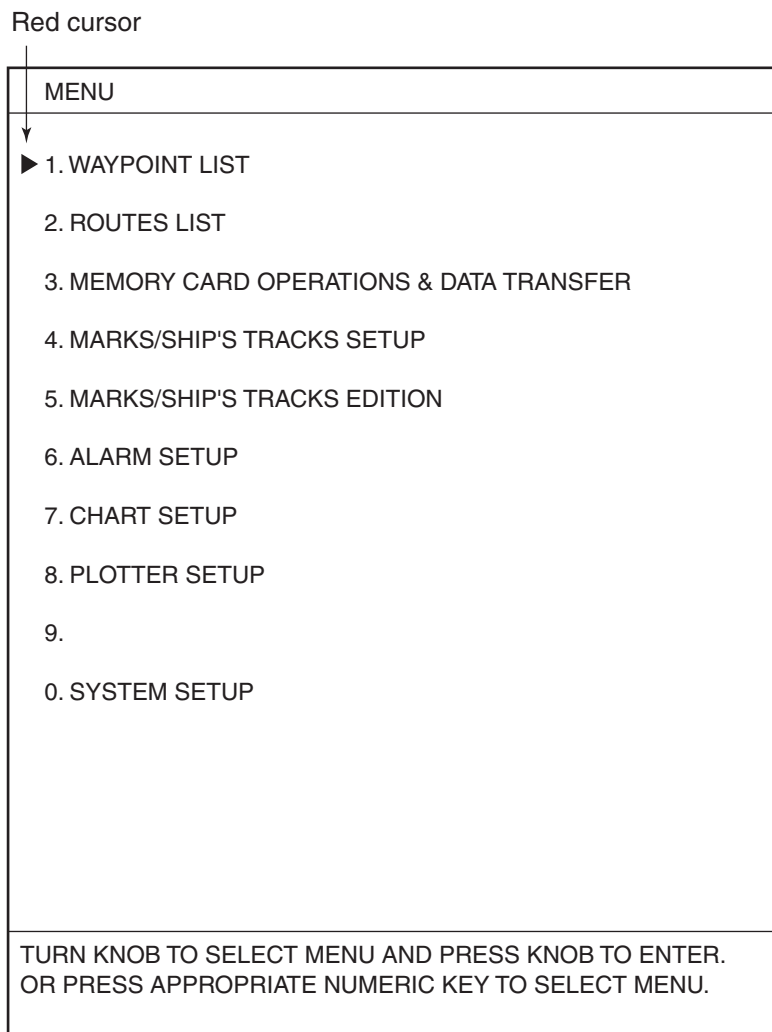 Red cursor
MENU
1. WAYPOINT LIST
2. ROUTES LIST
3. MEMORY CARD OPERATIONS & DATA TRANSFER
4. MARKS/SHIP'S TRACKS SETUP
5. MARKS/SHIP'S TRACKS EDITION
6. ALARM SETUP
7. CHART SETUP
8. PLOTTER SETUP
9.
0. SYSTEM SETUP
TURN KNOB TO SELECT MENU AND PRESS KNOB TO ENTER.
OR PRESS APPROPRIATE NUMERIC KEY TO SELECT MENU.